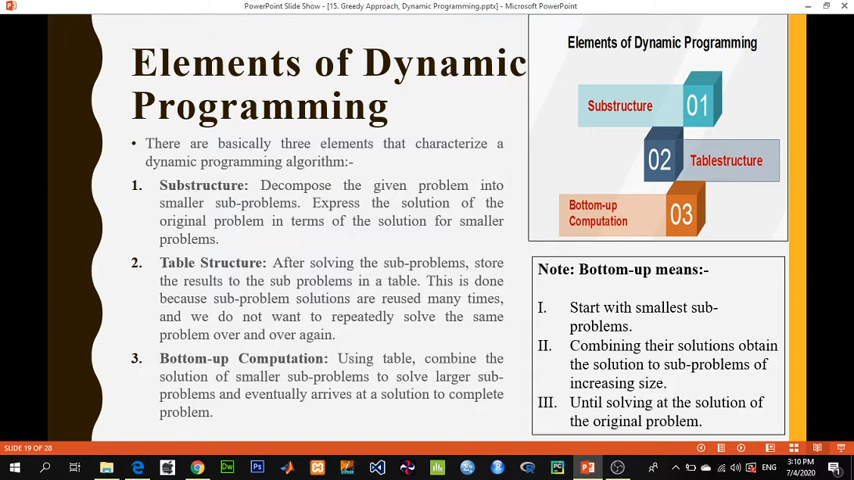 PowerPoint Slide Show - [15. Greedy Approach, Dynamic Programming.pptx] - Microsoft PowerPoint
Elements of Dynamic
Programming
• There are basically three elements that characterize a
dynamic programming algorithm:-
1. Substructure: Decompose the given problem into
smaller sub-problems. Express the solution of the
original problem in terms of the solution for smaller
problems.
2. Table Structure: After solving the sub-problems, store
the results to the sub problems in a table. This is done
because sub-problem solutions are reused many times,
and we do not want to repeatedly solve the same
problem over and over again.
3. Bottom-up Computation: Using table, combine the
solution of smaller sub-problems to solve larger sub-
problems and eventually arrives at a solution to complete
problem.
Elements of Dynamic Programming
Substructure 01
02 Tablestructure
Bottom-up
Computation 03
Note: Bottom-up means:-
I. Start with smallest sub-
problems.
II. Combining their solutions obtain
the solution to sub-problems of
increasing size.
III. Until solving at the solution of
the original problem.
SLIDE 19 OF 28
Dw
Ps
PC
ENG
3:10 PM
7/4/2020